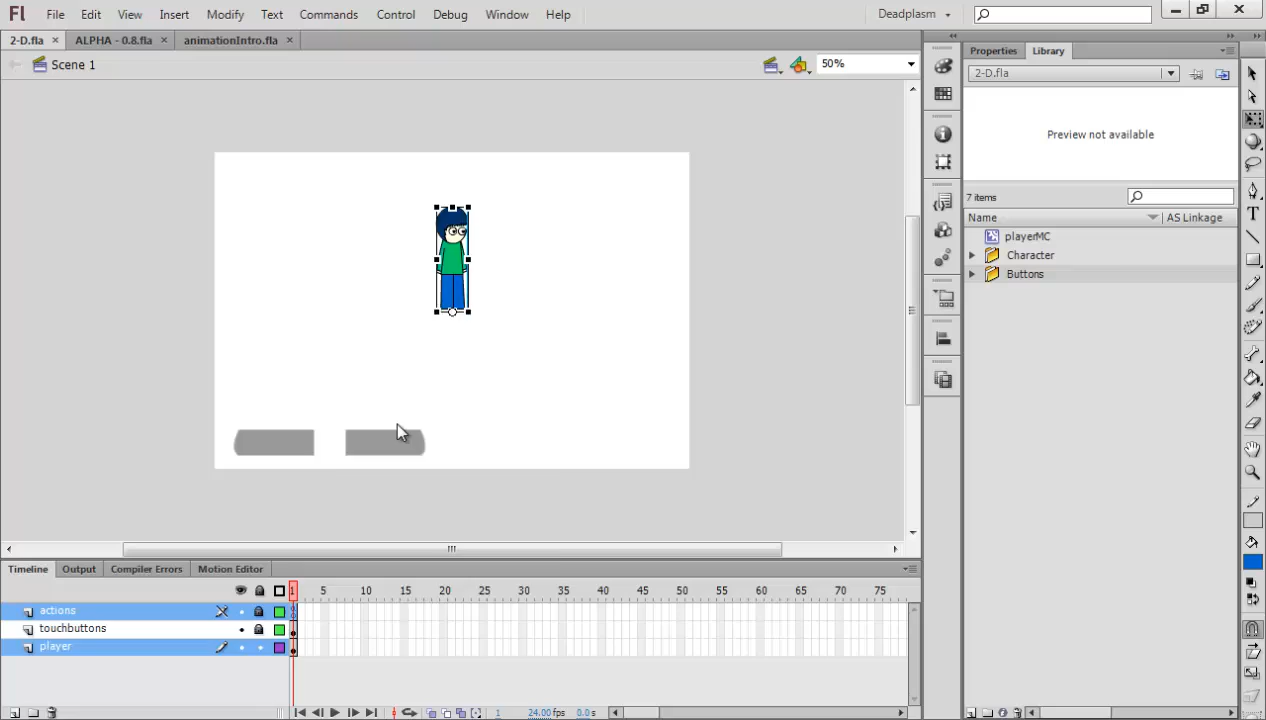 Fl File Edit View Insert Modify Text Commands Control Debug Window Help Deadplasm
2-D.fla ALPHA - 0.8.fla animationIntro.fla
Scene 1 50%
Properties Library
2-D.fla
Preview not available
7 items
Name AS Linkage
playerMC
Character
Buttons
Timeline Output Compiler Errors Motion Editor
1 5 10 15 20 25 30 35 40 45 50 55 60 65 70 75
actions
touchbuttons
player
1 24.00fps 0.0s
T